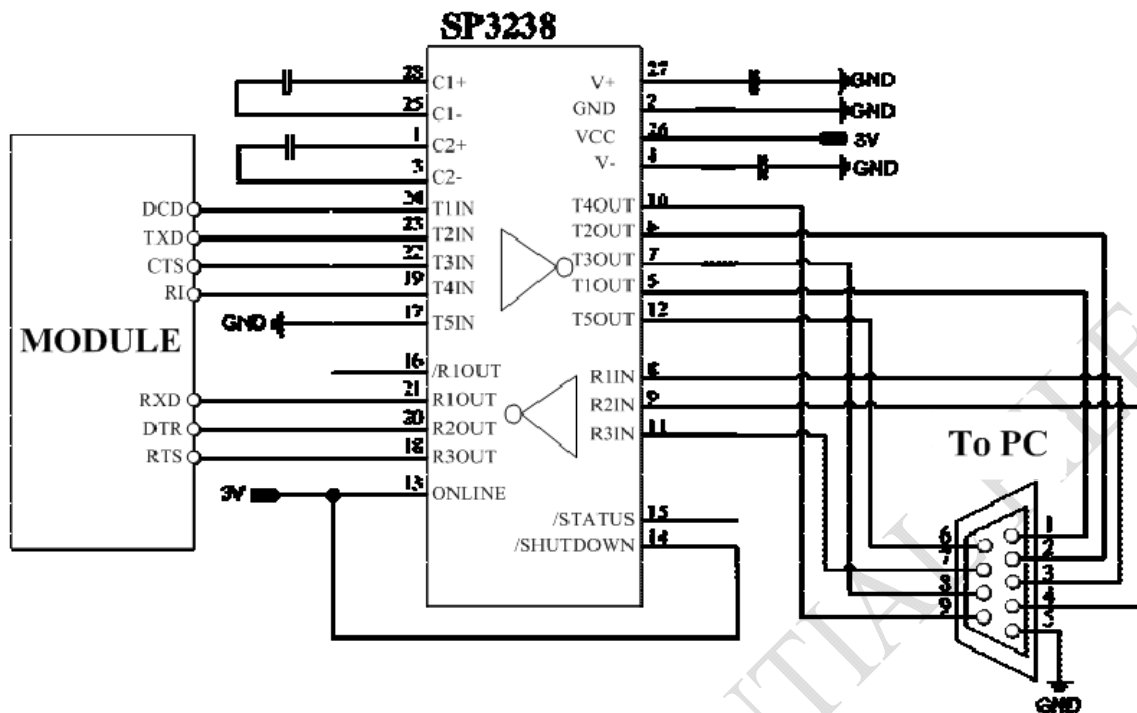 SP3238
28
C1+
25
C1-
1
C2+
3
C2-
24
T1IN
23
T2IN
22
T3IN
19
T4IN
17
T5IN
GND
16
/R1OUT
21
R1OUT
20
R2OUT
18
R3OUT
13
ONLINE
3V
DCD
TXD
CTS
RI
MODULE
RXD
DTR
RTS
V+
27
GND
GND
2
GND
VCC
26
3V
V-
4
GND
T4OUT
10
T2OUT
6
T3OUT
7
T1OUT
5
T5OUT
12
R1IN
8
R2IN
9
R3IN
11
/STATUS
15
/SHUTDOWN
14
To PC
6
7
8
9
1
2
3
4
5
GND
NTIAL FILE